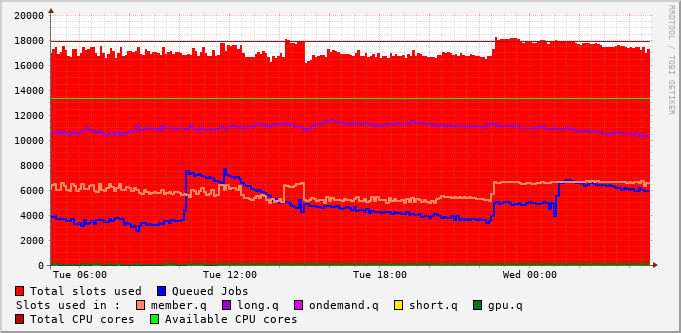 20000
18000
16000
14000
12000
10000
8000
6000
4000
2000
0
Tue 06:00 Tue 12:00 Tue 18:00 Wed 00:00
RRDTOOL / TOBI OETIKER
Total slots used Queued Jobs
Slots used in : member.q long.q ondemand.q short.q gpu.q
Total CPU cores Available CPU cores